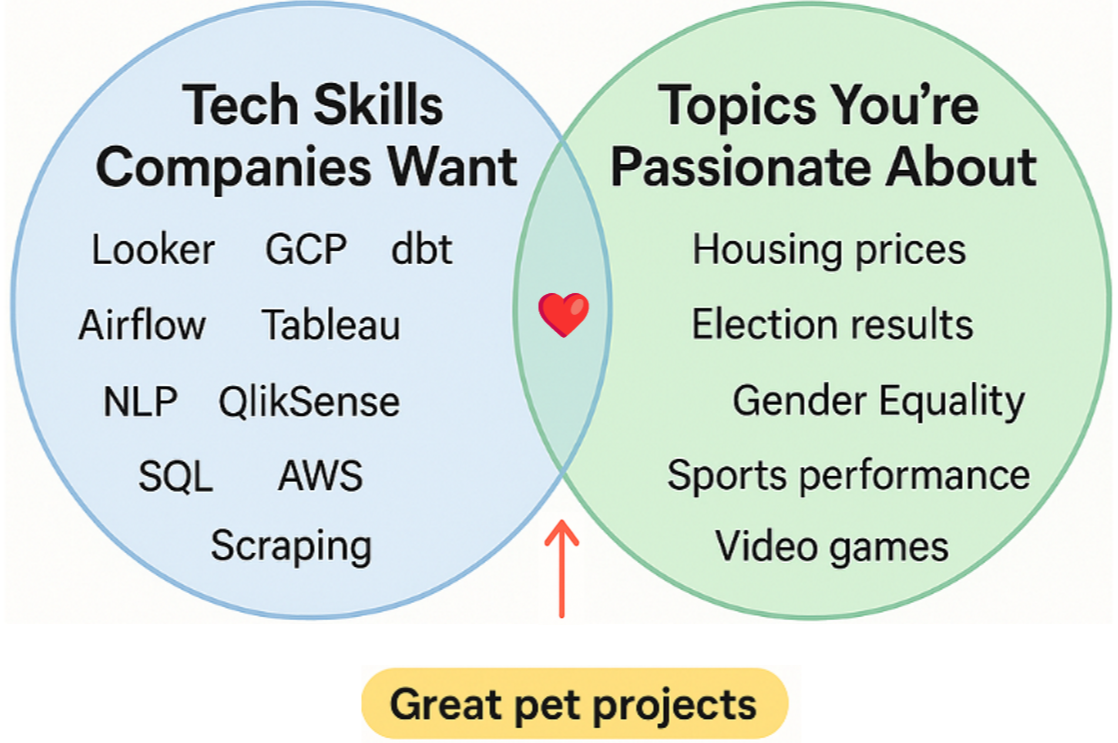 Tech Skills
Companies Want
Looker GCP dbt
Airflow Tableau
NLP QlikSense
SQL AWS
Scraping
Topics You’re
Passionate About
Housing prices
Election results
Gender Equality
Sports performance
Video games
Great pet projects